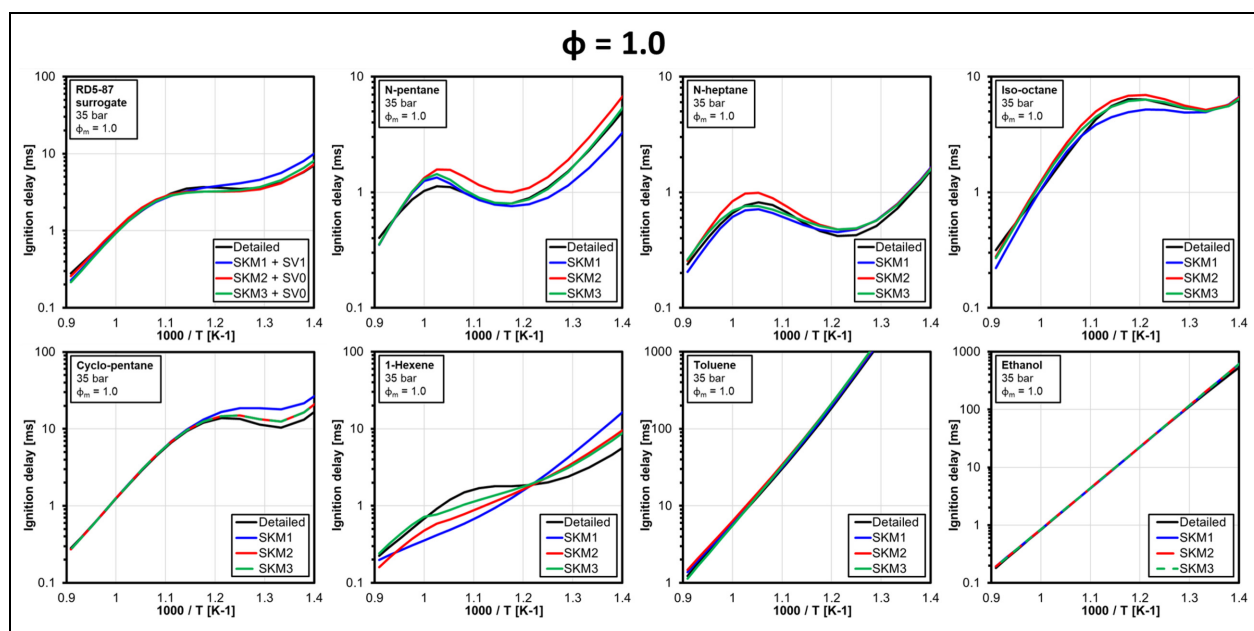 ϕ = 1.0
100
10
1
0.1
Ignition delay [ms]
RD5-87
surrogate
35 bar
ϕm = 1.0
Detailed
SKM1 + SV1
SKM2 + SV0
SKM3 + SV0
0.9 1 1.1 1.2 1.3 1.4
1000 / T [K-1]
10
1
0.1
Ignition delay [ms]
N-pentane
35 bar
ϕm = 1.0
Detailed
SKM1
SKM2
SKM3
0.9 1 1.1 1.2 1.3 1.4
1000 / T [K-1]
10
1
0.1
Ignition delay [ms]
N-heptane
35 bar
ϕm = 1.0
Detailed
SKM1
SKM2
SKM3
0.9 1 1.1 1.2 1.3 1.4
1000 / T [K-1]
10
1
0.1
Ignition delay [ms]
Iso-octane
35 bar
ϕm = 1.0
Detailed
SKM1
SKM2
SKM3
0.9 1 1.1 1.2 1.3 1.4
1000 / T [K-1]
100
10
1
0.1
Ignition delay [ms]
Cyclo-pentane
35 bar
ϕm = 1.0
Detailed
SKM1
SKM2
SKM3
0.9 1 1.1 1.2 1.3 1.4
1000 / T [K-1]
100
10
1
0.1
Ignition delay [ms]
1-Hexene
35 bar
ϕm = 1.0
Detailed
SKM1
SKM2
SKM3
0.9 1 1.1 1.2 1.3 1.4
1000 / T [K-1]
1000
100
10
1
Ignition delay [ms]
Toluene
35 bar
ϕm = 1.0
Detailed
SKM1
SKM2
SKM3
0.9 1 1.1 1.2 1.3 1.4
1000 / T [K-1]
1000
100
10
1
0.1
Ignition delay [ms]
Ethanol
35 bar
ϕm = 1.0
Detailed
SKM1
SKM2
SKM3
0.9 1 1.1 1.2 1.3 1.4
1000 / T [K-1]